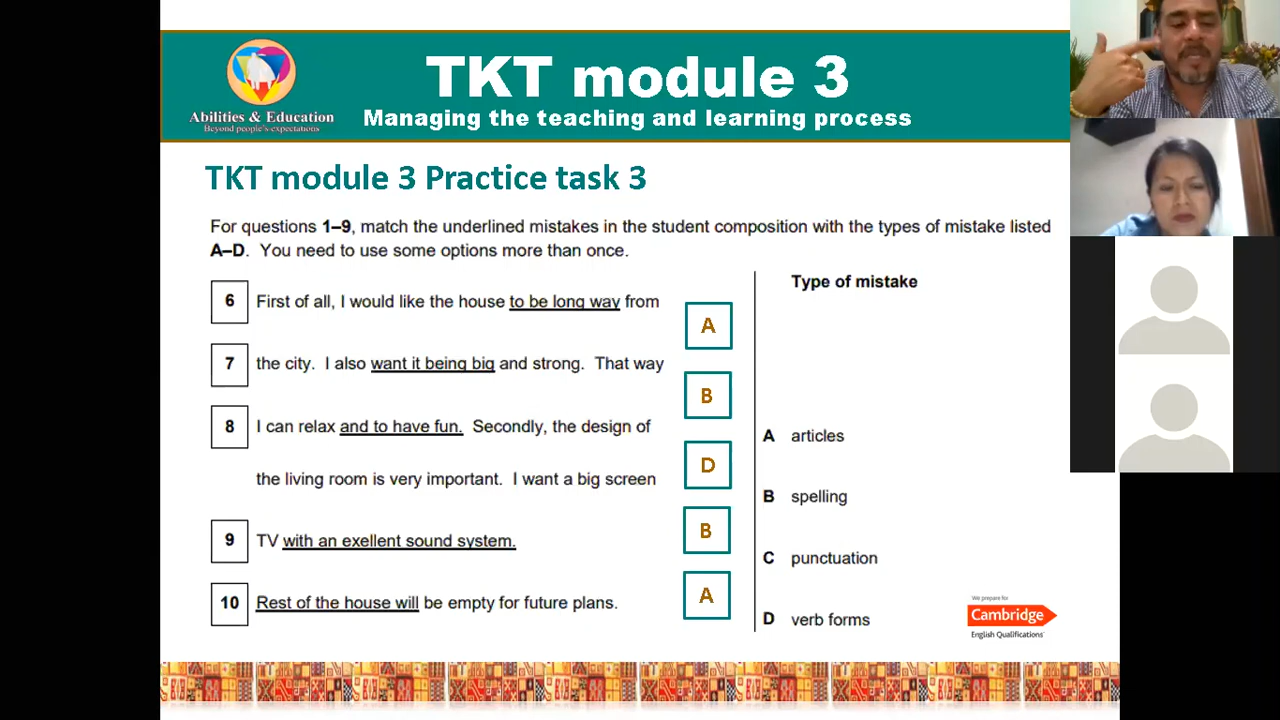 TKT module 3
Abilities & Education
Beyond people's expectations
Managing the teaching and learning process
TKT module 3 Practice task 3
For questions 1–9, match the underlined mistakes in the student composition with the types of mistake listed
A–D. You need to use some options more than once.
Type of mistake
6 First of all, I would like the house to be long way from
A
7 the city. I also want it being big and strong. That way
B
8 I can relax and to have fun. Secondly, the design of
A articles
D
the living room is very important. I want a big screen
B spelling
9 TV with an exellent sound system.
B
C punctuation
10 Rest of the house will be empty for future plans.
A
D verb forms
We prepare for
Cambridge
English Qualifications